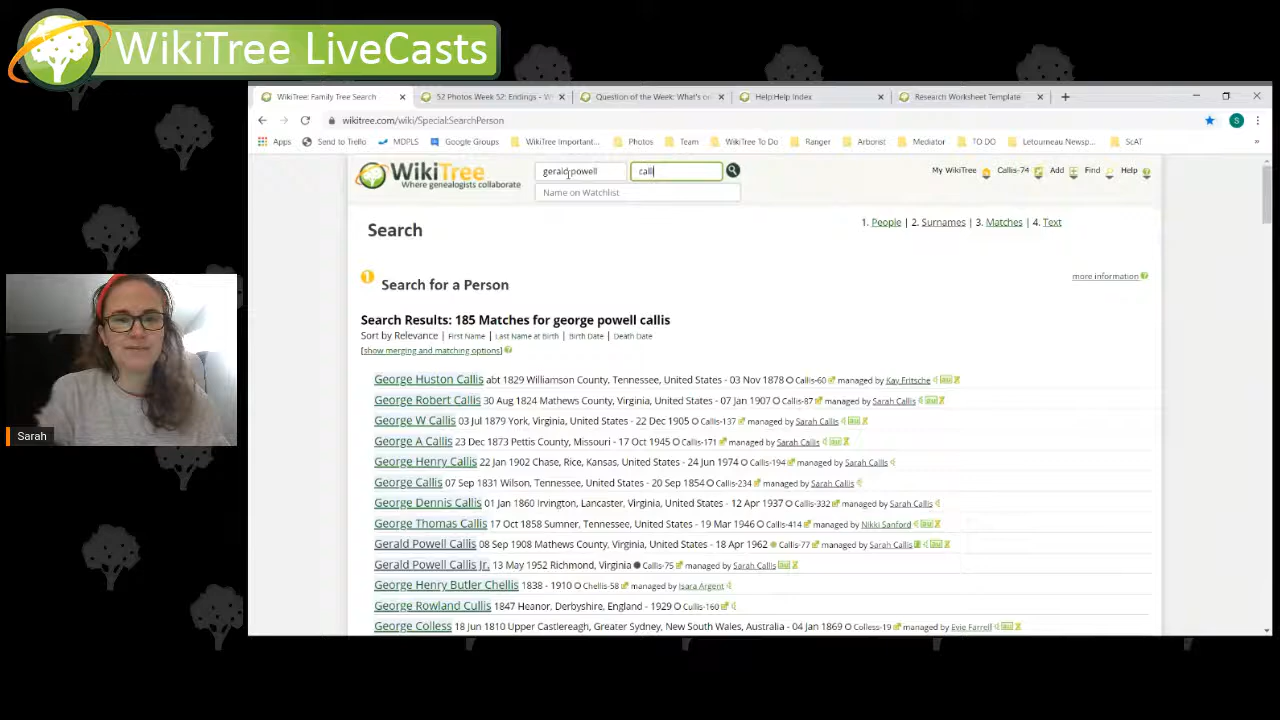 WikiTree LiveCasts
WikiTree: Family Tree Search
52 Photos Week 52: Endings - W
Question of the Week: What's o
Help:Help Index
Research Worksheet Template
wikitree.com/wiki/Special:SearchPerson
S
Apps Send to Trello MDPLS Google Groups WikiTree Important... Photos Team WikiTree To Do Ranger Arborist Mediator TO DO Letourneau Newsp... ScAT »
WikiTree
Where genealogists collaborate
gerald powell calli
Name on Watchlist
My WikiTree Callis-74 Add Find Help
Search
1. People | 2. Surnames | 3. Matches | 4. Text
1 Search for a Person
more information
Search Results: 185 Matches for george powell callis
Sort by Relevance | First Name | Last Name at Birth | Birth Date | Death Date
[show merging and matching options]
George Huston Callis abt 1829 Williamson County, Tennessee, United States - 03 Nov 1878 Callis-60 managed by Kay Fritsche
George Robert Callis 30 Aug 1824 Mathews County, Virginia, United States - 07 Jan 1907 Callis-87 managed by Sarah Callis
George W Callis 03 Jul 1879 York, Virginia, United States - 22 Dec 1905 Callis-137 managed by Sarah Callis
George A Callis 23 Dec 1873 Pettis County, Missouri - 17 Oct 1945 Callis-171 managed by Sarah Callis
George Henry Callis 22 Jan 1902 Chase, Rice, Kansas, United States - 24 Jun 1974 Callis-194 managed by Sarah Callis
George Callis 07 Sep 1831 Wilson, Tennessee, United States - 20 Sep 1854 Callis-234 managed by Sarah Callis
George Dennis Callis 01 Jan 1860 Irvington, Lancaster, Virginia, United States - 12 Apr 1937 Callis-332 managed by Sarah Callis
George Thomas Callis 17 Oct 1858 Sumner, Tennessee, United States - 19 Mar 1946 Callis-414 managed by Nikki Sanford
Gerald Powell Callis 08 Sep 1908 Mathews County, Virginia, United States - 18 Apr 1962 Callis-77 managed by Sarah Callis
Gerald Powell Callis Jr. 13 May 1952 Richmond, Virginia Callis-75 managed by Sarah Callis
George Henry Butler Chellis 1838 - 1910 Chellis-58 managed by Isara Argent
George Rowland Cullis 1847 Heanor, Derbyshire, England - 1929 Cullis-160
George Colless 18 Jun 1810 Upper Castlereagh, Greater Sydney, New South Wales, Australia - 04 Jan 1869 Colless-19 managed by Evie Farrell
Sarah